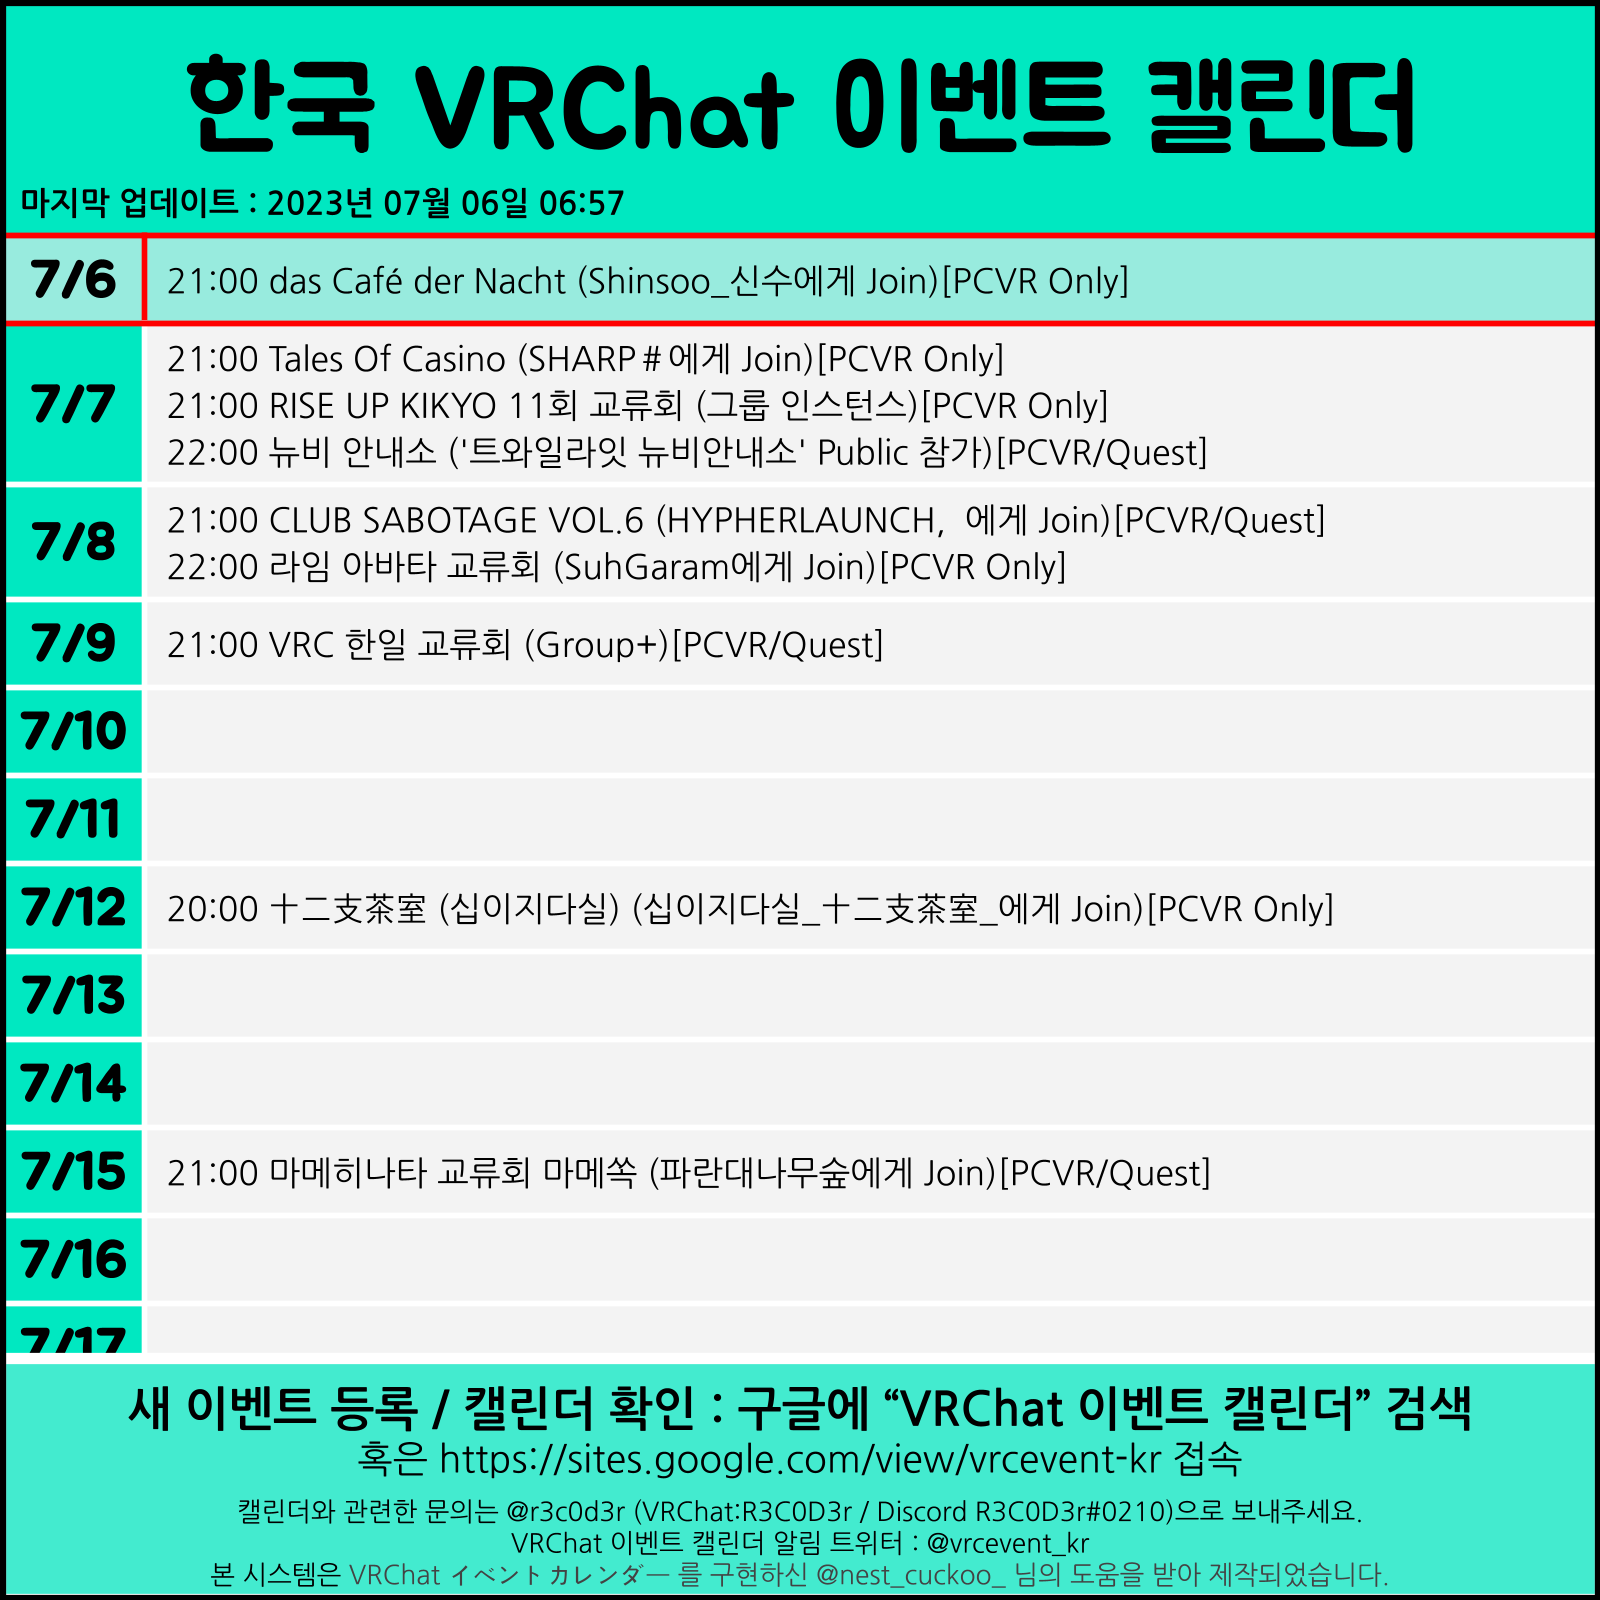 한국 VRChat 이벤트 캘린더
마지막 업데이트 : 2023년 07월 06일 06:57
7/6
21:00 das Café der Nacht (Shinsoo_신수에게 Join)[PCVR Only]
7/7
21:00 Tales Of Casino (SHARP＃에게 Join)[PCVR Only]
21:00 RISE UP KIKYO 11회 교류회 (그룹 인스턴스)[PCVR Only]
22:00 뉴비 안내소 ('트와일라잇 뉴비안내소' Public 참가)[PCVR/Quest]
7/8
21:00 CLUB SABOTAGE VOL.6 (HYPHERLAUNCH,  에게 Join)[PCVR/Quest]
22:00 라임 아바타 교류회 (SuhGaram에게 Join)[PCVR Only]
7/9
21:00 VRC 한일 교류회 (Group+)[PCVR/Quest]
7/10
7/11
7/12
20:00 十二支茶室 (십이지다실) (십이지다실_十二支茶室_에게 Join)[PCVR Only]
7/13
7/14
7/15
21:00 마메히나타 교류회 마메쏙 (파란대나무숲에게 Join)[PCVR/Quest]
7/16
7/17
새 이벤트 등록 / 캘린더 확인 : 구글에 “VRChat 이벤트 캘린더” 검색
혹은 https://sites.google.com/view/vrcevent-kr 접속
캘린더와 관련한 문의는 @r3c0d3r (VRChat:R3C0D3r / Discord R3C0D3r#0210)으로 보내주세요.
VRChat 이벤트 캘린더 알림 트위터 : @vrcevent_kr
본 시스템은 VRChat イベントカレンダー 를 구현하신 @nest_cuckoo_ 님의 도움을 받아 제작되었습니다.